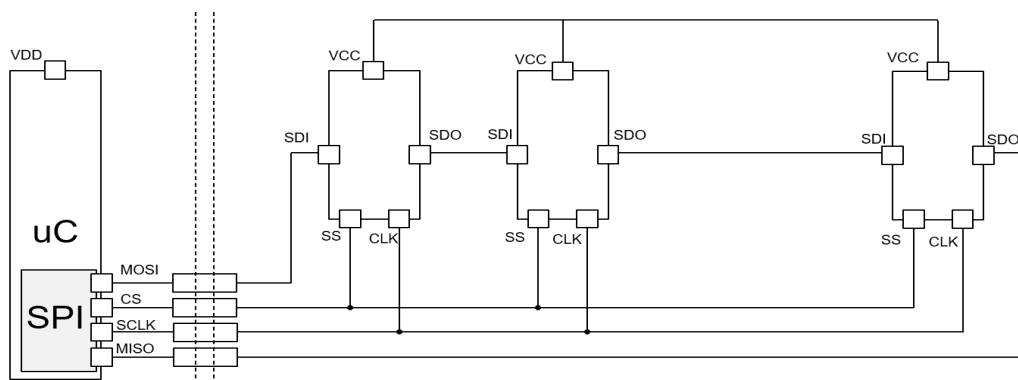 VDD
VCC
VCC
VCC
SDI
SDO
SDI
SDO
SDI
SDO
uC
SS
CLK
SS
CLK
SS
CLK
SPI
MOSI
CS
SCLK
MISO